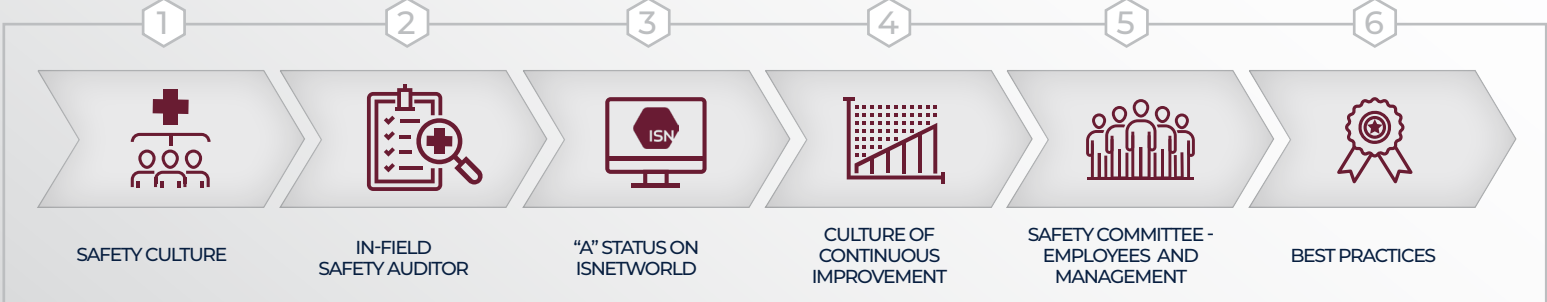 1
2
3
4
5
6
ISN
SAFETY CULTURE
IN-FIELD
SAFETY AUDITOR
“A” STATUS ON
ISNETWORLD
CULTURE OF
CONTINUOUS
IMPROVEMENT
SAFETY COMMITTEE -
EMPLOYEES AND
MANAGEMENT
BEST PRACTICES